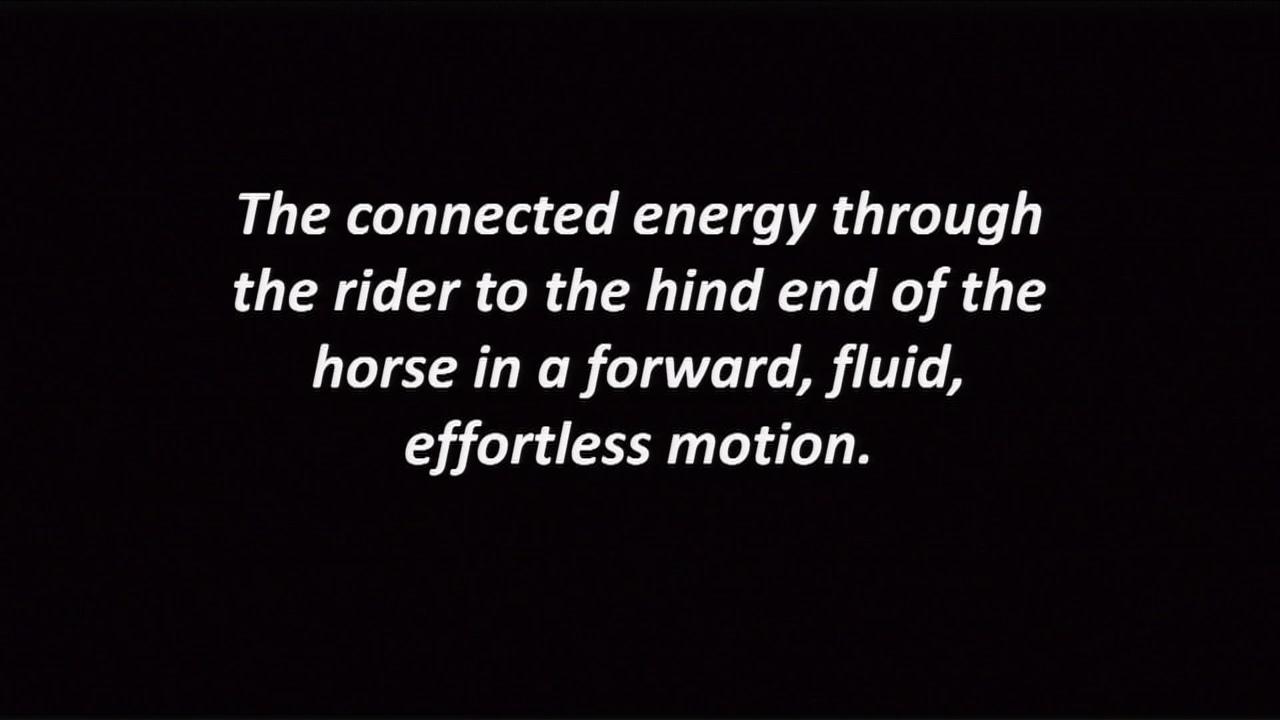 The connected energy through
the rider to the hind end of the
horse in a forward, fluid,
effortless motion.